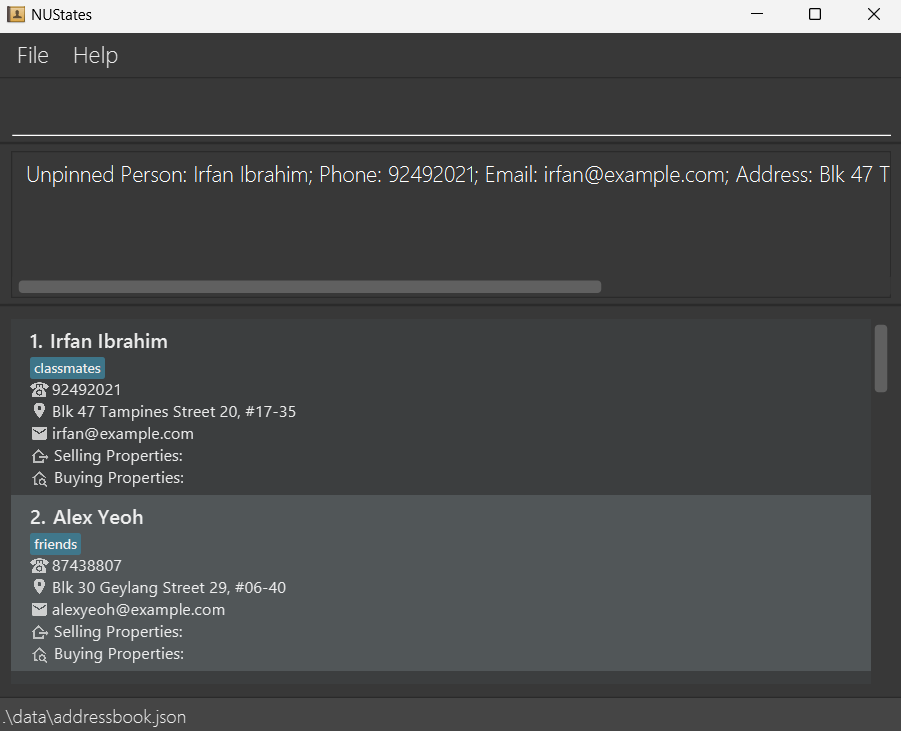 NUStates
File Help
Unpinned Person: Irfan Ibrahim; Phone: 92492021; Email: irfan@example.com; Address: Blk 47 T
1. Irfan Ibrahim
classmates
92492021
Blk 47 Tampines Street 20, #17-35
irfan@example.com
Selling Properties:
Buying Properties:
2. Alex Yeoh
friends
87438807
Blk 30 Geylang Street 29, #06-40
alexyeoh@example.com
Selling Properties:
Buying Properties:
.\data\addressbook.json